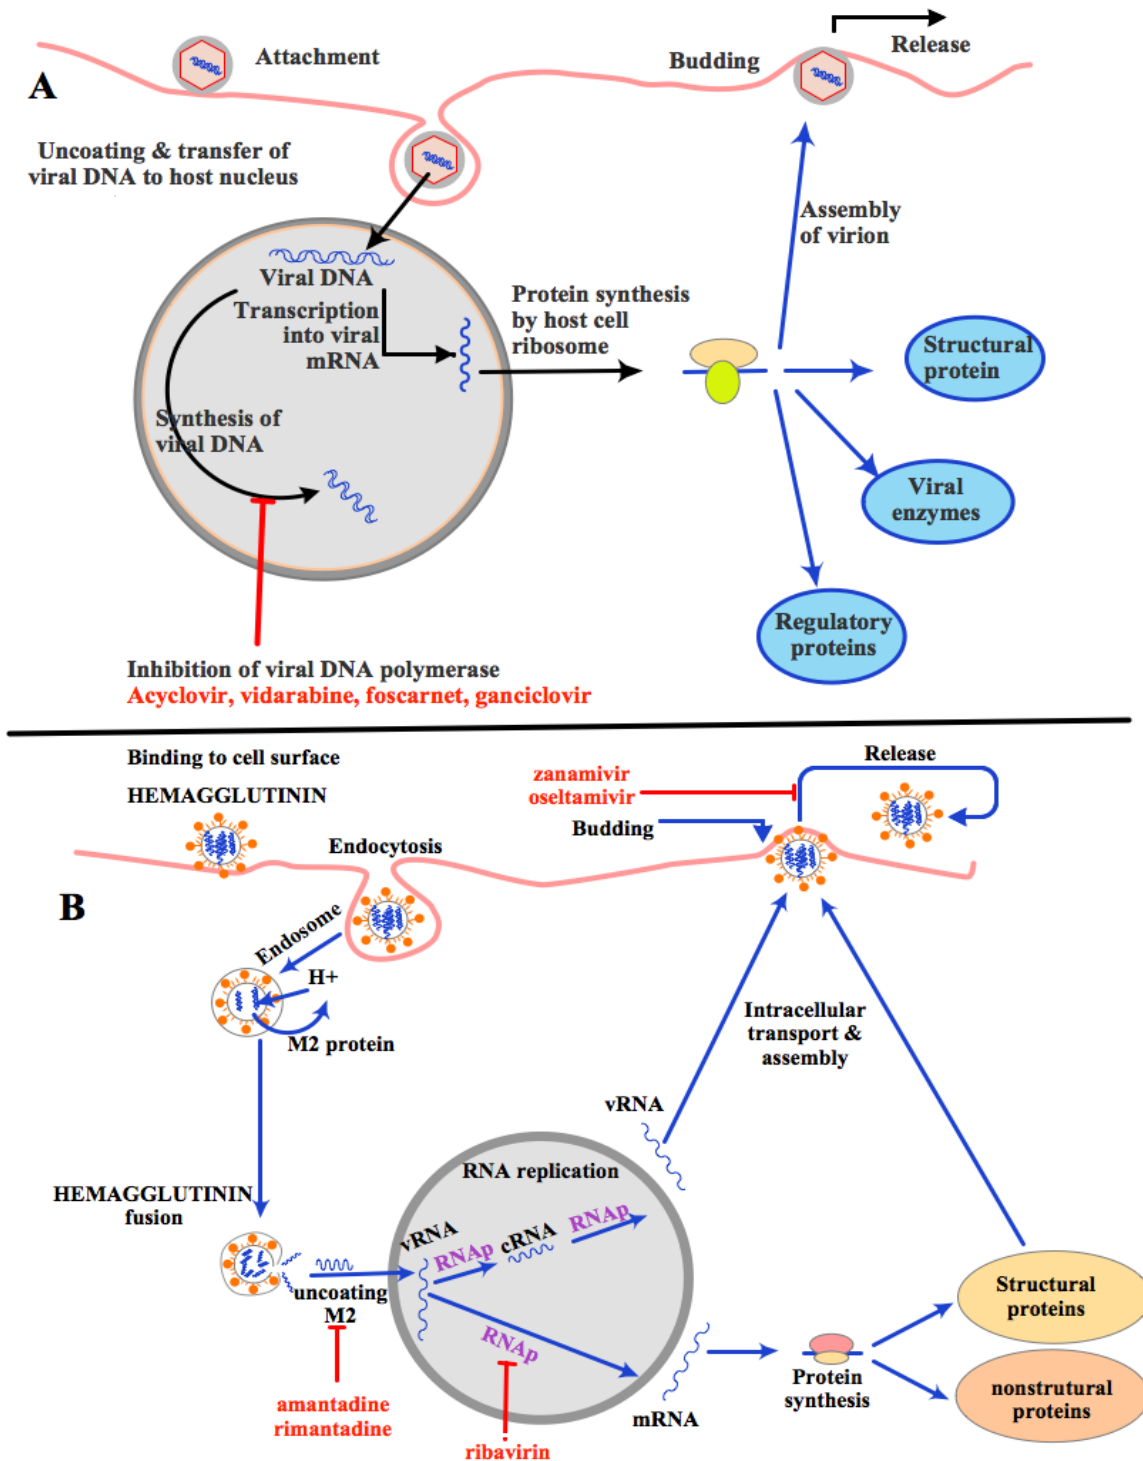 Attachment
Budding
Release
A
Uncoating & transfer of
viral DNA to host nucleus
Assembly
of virion
Viral DNA
Transcription
into viral
mRNA
Protein synthesis
by host cell
ribosome
Structural
protein
Synthesis of
viral DNA
Viral
enzymes
Regulatory
proteins
Inhibition of viral DNA polymerase
Acyclovir, vidarabine, foscarnet, ganciclovir
Binding to cell surface
HEMAGGLUTININ
zanamivir
oseltamivir
Release
Budding
Endocytosis
B
Endosome
H+
M2 protein
Intracellular
transport &
assembly
vRNA
RNA replication
HEMAGGLUTININ
fusion
vRNA
RNAp
cRNA
RNAp
uncoating
M2
RNAp
Structural
proteins
Protein
synthesis
nonstrutural
proteins
mRNA
amantadine
rimantadine
ribavirin